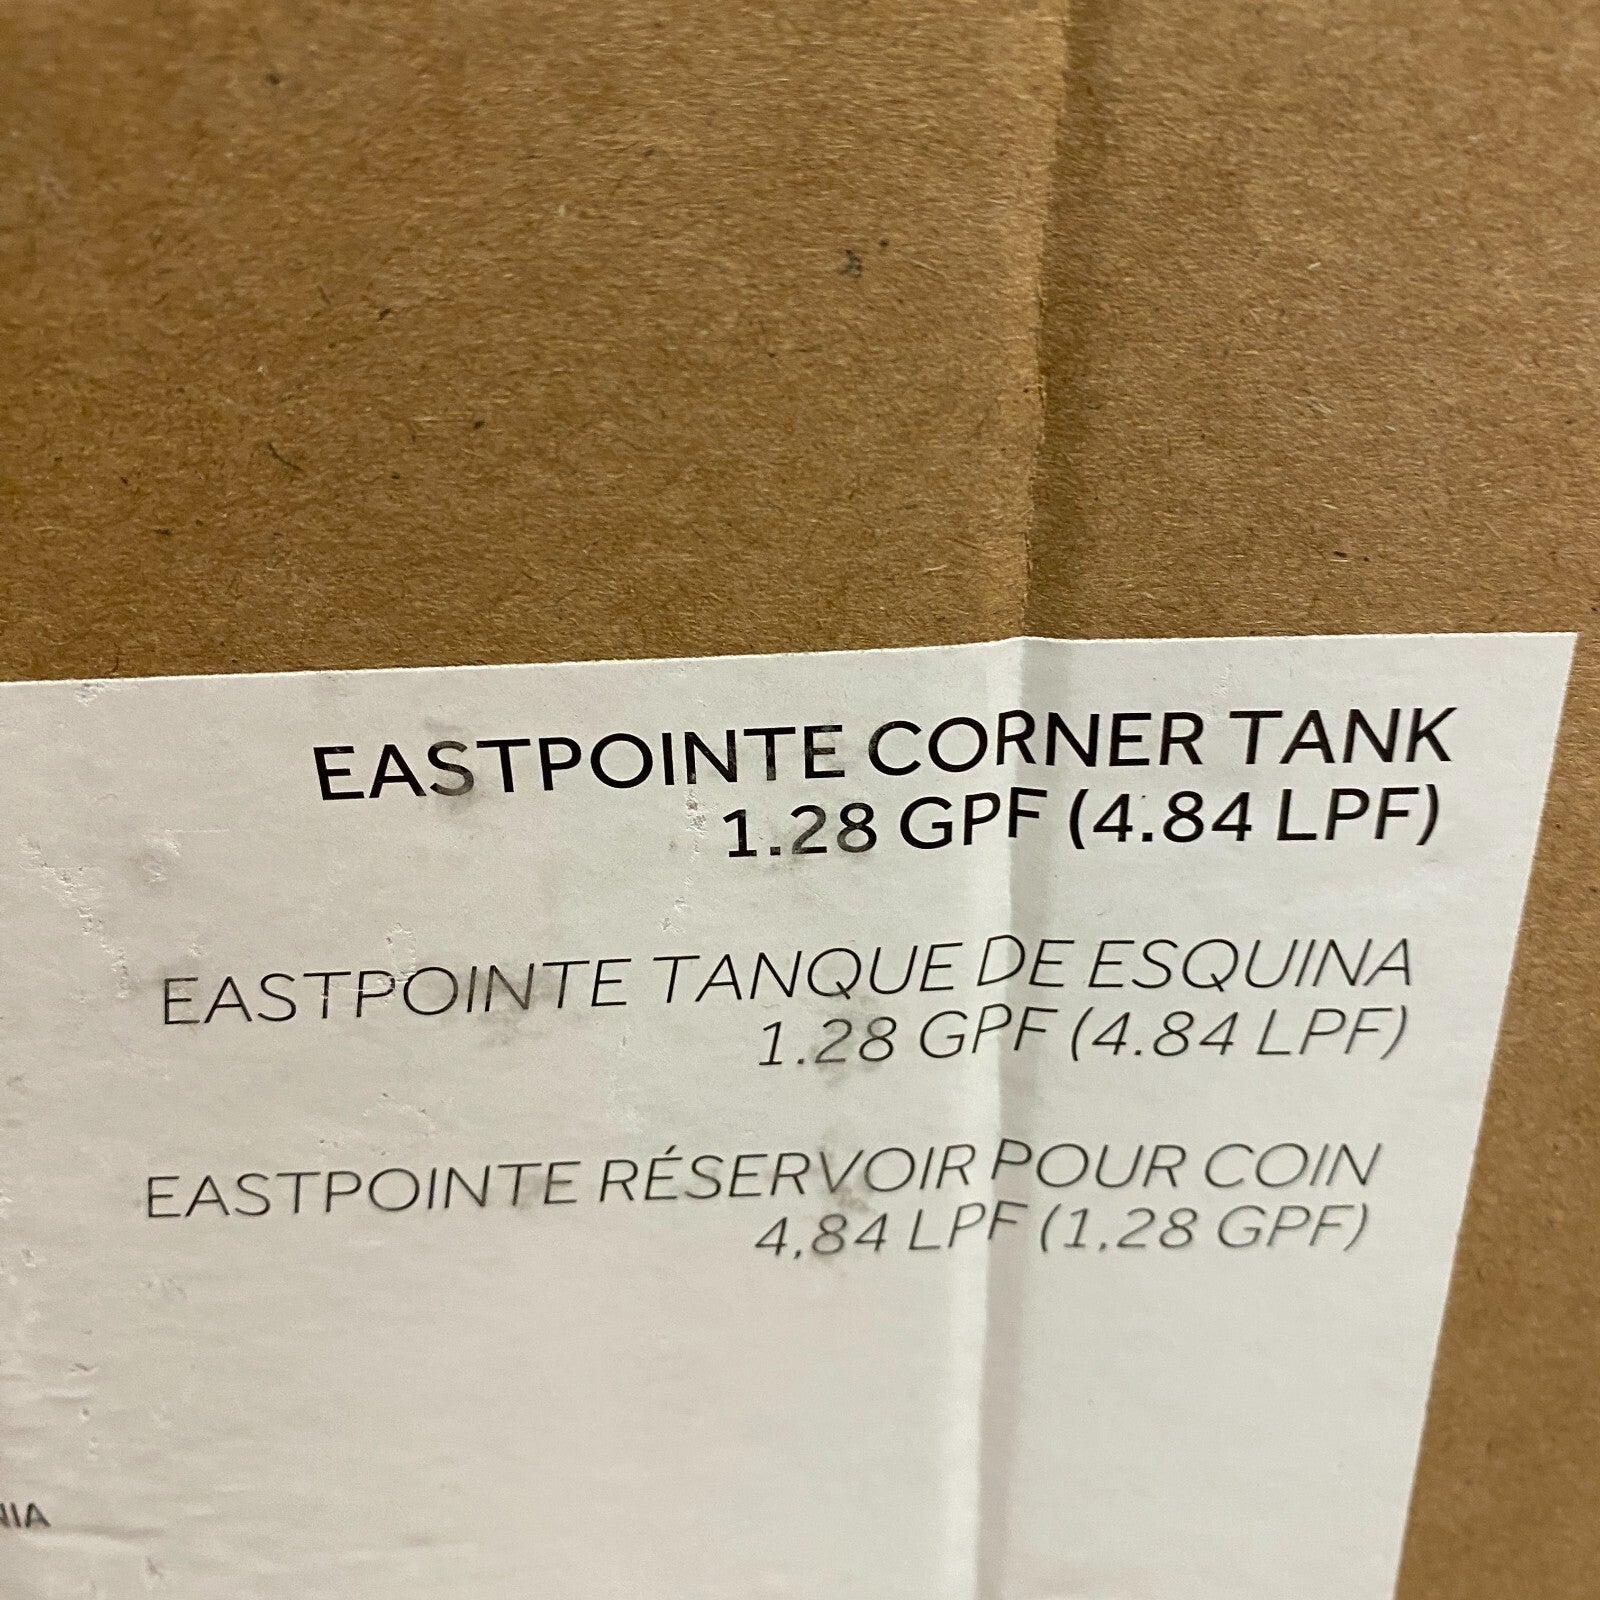 EASTPOINTE CORNER TANK
1.28 GPF (4.84 LPF)
EASTPOINTE TANQUE DE ESQUINA
1.28 GPF (4.84 LPF)
EASTPOINTE RÉSERVOIR POUR COIN
4,84 LPF (1,28 GPF)